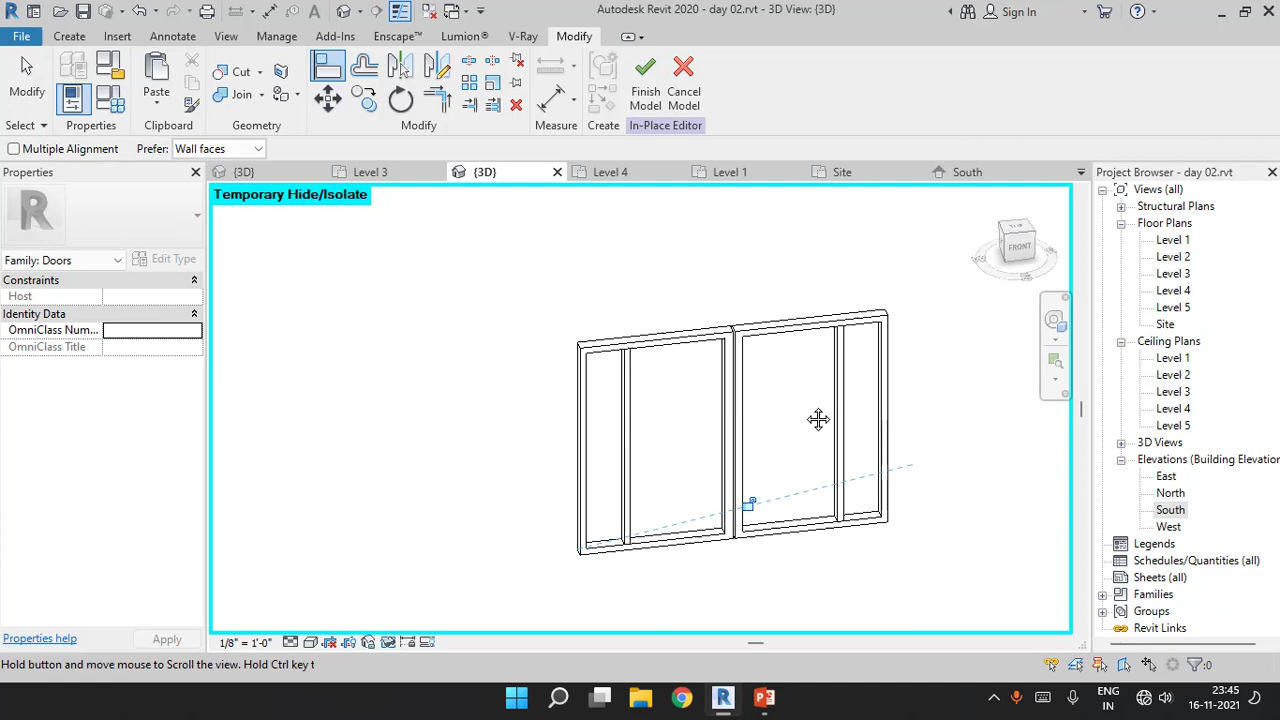 Autodesk Revit 2020 - day 02.rvt - 3D View: {3D}
Sign In
File Create Insert Annotate View Manage Add-Ins Enscape™ Lumion® V-Ray Modify
Modify
Paste
Cut
Join
Finish Model
Cancel Model
Select Properties Clipboard Geometry Modify Measure Create In-Place Editor
Multiple Alignment Prefer: Wall faces
Properties
{3D} Level 3 {3D} Level 4 Level 1 Site South
Project Browser - day 02.rvt
Temporary Hide/Isolate
Family: Doors
Edit Type
Constraints
Host
Identity Data
OmniClass Num...
OmniClass Title
FRONT
Views (all)
Structural Plans
Floor Plans
Level 1
Level 2
Level 3
Level 4
Level 5
Site
Ceiling Plans
Level 1
Level 2
Level 3
Level 4
Level 5
3D Views
Elevations (Building Elevation
East
North
South
West
Legends
Schedules/Quantities (all)
Sheets (all)
Families
Groups
Revit Links
Properties help
Apply
1/8" = 1'-0"
Hold button and move mouse to Scroll the view. Hold Ctrl key t
:0
ENG
IN
23:45
16-11-2021